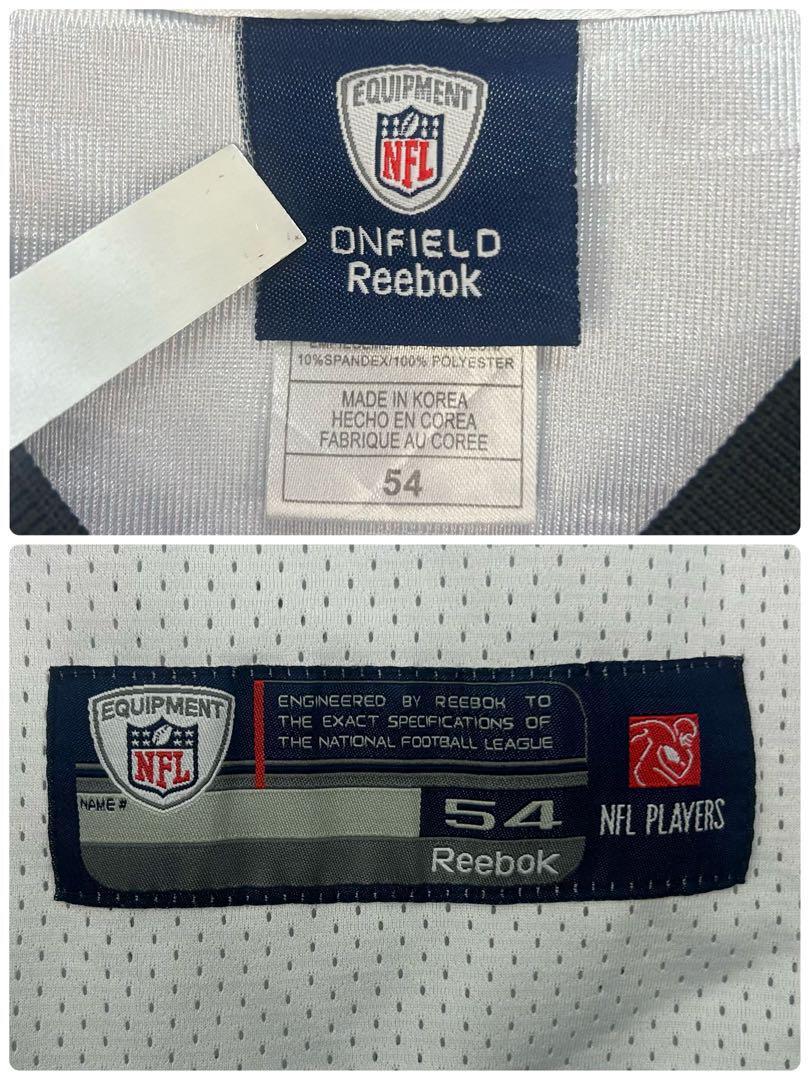 EQUIPMENT
NFL
ONFIELD
Reebok
10%SPANDEX/100% POLYESTER
MADE IN KOREA
HECHO EN COREA
FABRIQUE AU COREE
54
EQUIPMENT
NFL
ENGINEERED BY REEBOK TO
THE EXACT SPECIFICATIONS OF
THE NATIONAL FOOTBALL LEAGUE
NAME #
54
NFL PLAYERS
Reebok